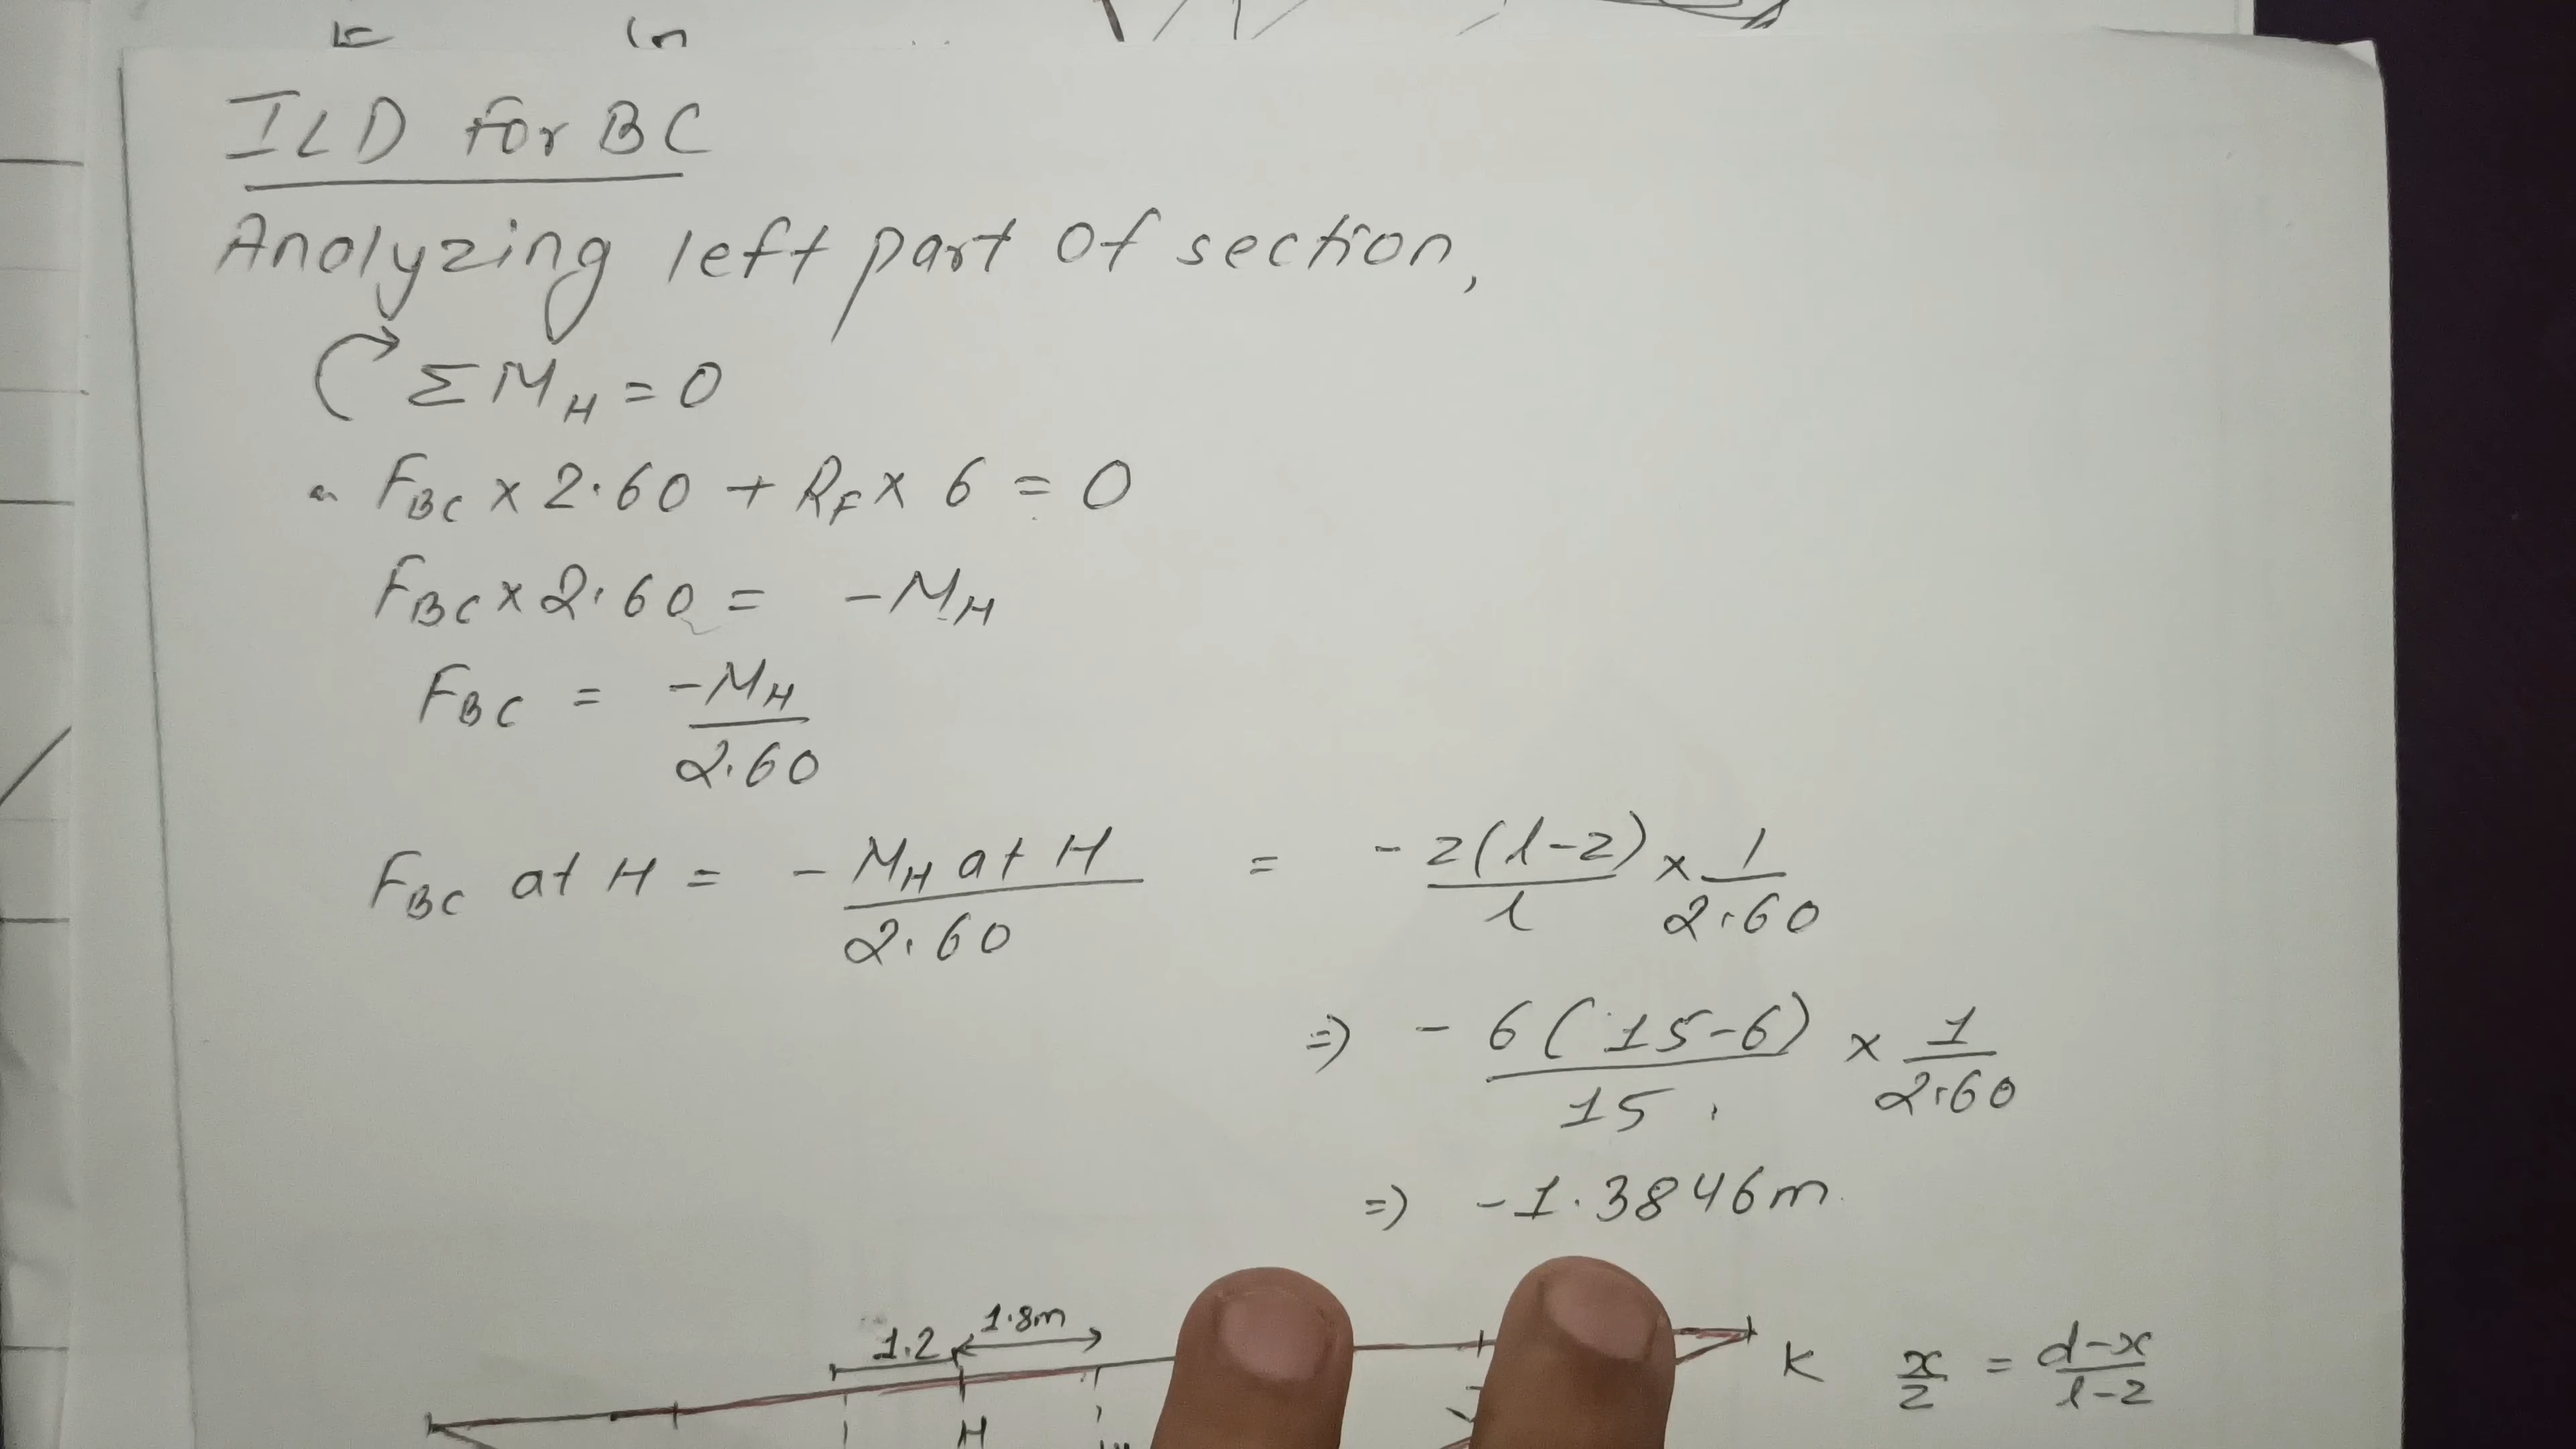 ILD for BC
Analyzing left part of section,
ΣM_H = 0
F_BC × 2.60 + R_F × 6 = 0
F_BC × 2.60 = -M_H
F_BC = -M_H / 2.60
F_BC at H = - M_H at H / 2.60 = - z(l-z) / l × 1 / 2.60
⇒ - 6(15-6) / 15 × 1 / 2.60
⇒ -1.3846m
1.2 1.8m
K x/z = d-x / l-z
H